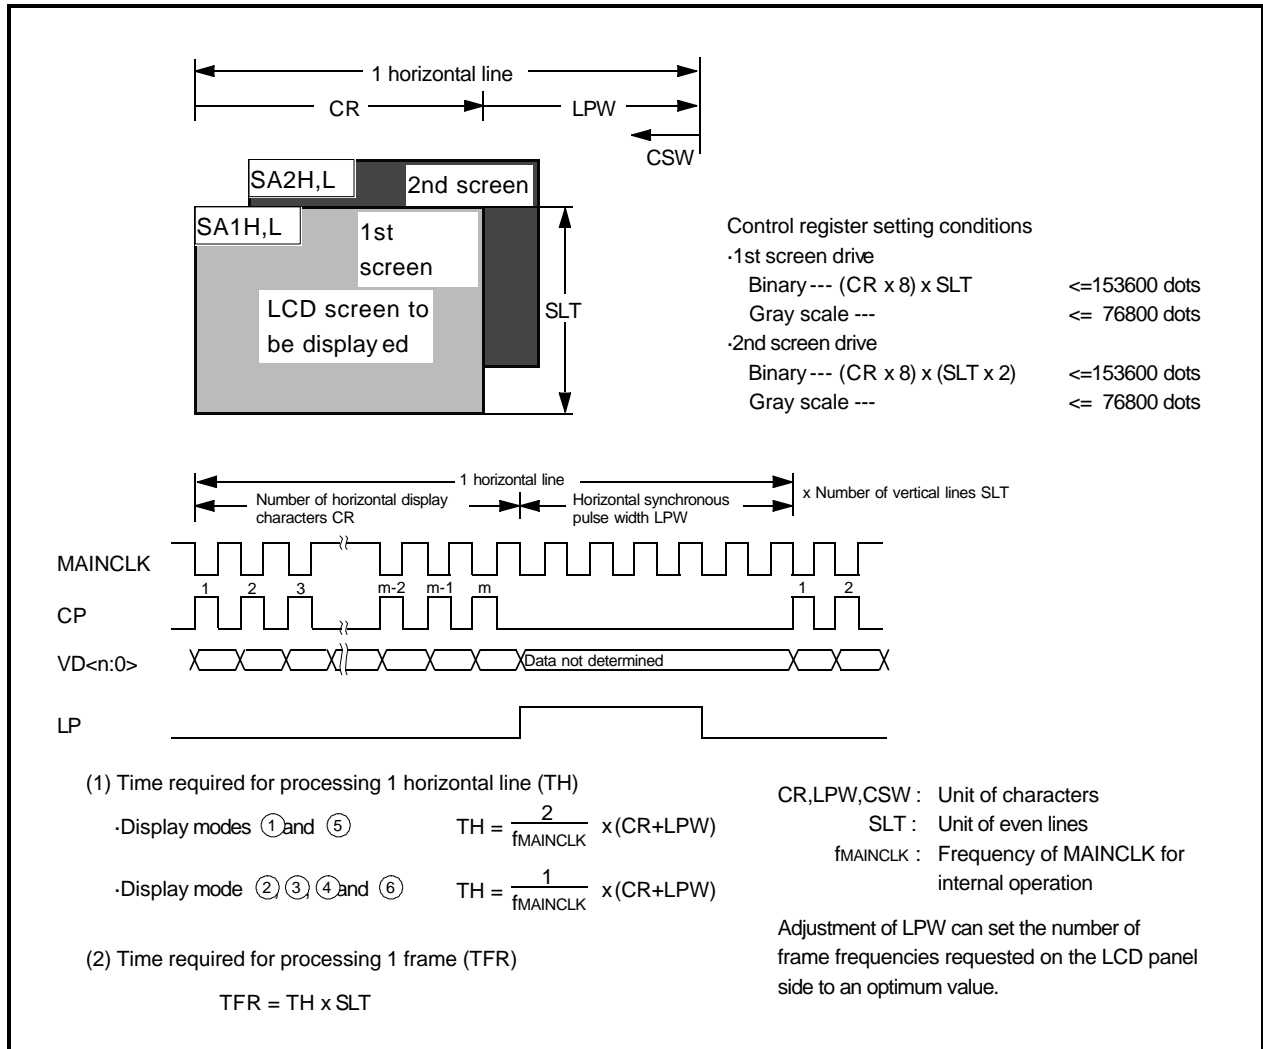 1 horizontal line
CR
LPW
CSW
SA2H,L
2nd screen
SA1H,L
1st
screen
LCD screen to
be displayed
SLT
Control register setting conditions
·1st screen drive
Binary --- (CR x 8) x SLT <=153600 dots
Gray scale --- <= 76800 dots
·2nd screen drive
Binary --- (CR x 8) x (SLT x 2) <=153600 dots
Gray scale --- <= 76800 dots
1 horizontal line
Number of horizontal display
characters CR
Horizontal synchronous
pulse width LPW
x Number of vertical lines SLT
MAINCLK
1 2 3 m-2 m-1 m 1 2
CP
VD<n:0>
Data not determined
LP
(1) Time required for processing 1 horizontal line (TH)
·Display modes ① and ⑤ TH = 2 / fMAINCLK x (CR+LPW)
·Display mode ②, ③, ④ and ⑥ TH = 1 / fMAINCLK x (CR+LPW)
(2) Time required for processing 1 frame (TFR)
TFR = TH x SLT
CR,LPW,CSW : Unit of characters
SLT : Unit of even lines
fMAINCLK : Frequency of MAINCLK for
internal operation
Adjustment of LPW can set the number of
frame frequencies requested on the LCD panel
side to an optimum value.